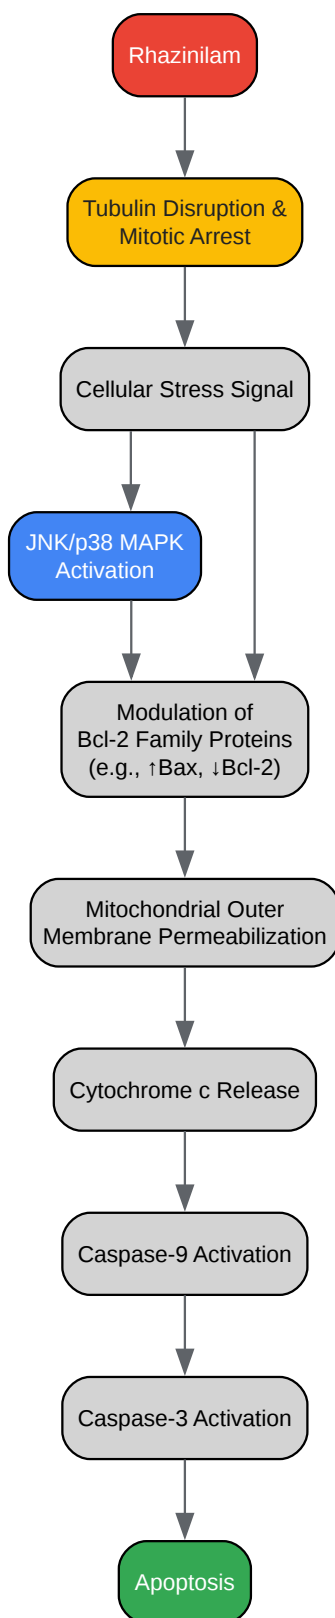 Rhazinilam
Tubulin Disruption &
Mitotic Arrest
Cellular Stress Signal
JNK/p38 MAPK
Activation
Modulation of
Bcl-2 Family Proteins
(e.g., ↑Bax, ↓Bcl-2)
Mitochondrial Outer
Membrane Permeabilization
Cytochrome c Release
Caspase-9 Activation
Caspase-3 Activation
Apoptosis